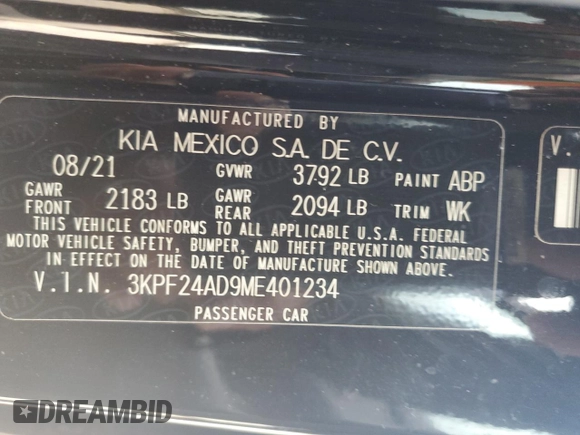 MANUFACTURED BY
KIA MEXICO S.A. DE C.V.
08/21 GVWR 3792 LB PAINT ABP
GAWR FRONT 2183 LB GAWR REAR 2094 LB TRIM WK
THIS VEHICLE CONFORMS TO ALL APPLICABLE U.S.A. FEDERAL
MOTOR VEHICLE SAFETY, BUMPER, AND THEFT PREVENTION STANDARDS
IN EFFECT ON THE DATE OF MANUFACTURE SHOWN ABOVE.
V.I.N. 3KPF24AD9ME401234
PASSENGER CAR
V.
DREAMBID